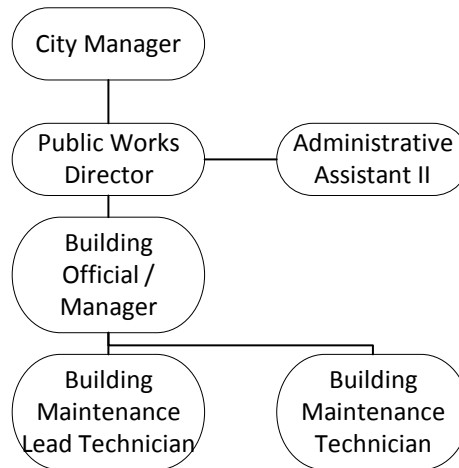 City Manager
Public Works
Director
Administrative
Assistant II
Building
Official /
Manager
Building
Maintenance
Lead Technician
Building
Maintenance
Technician